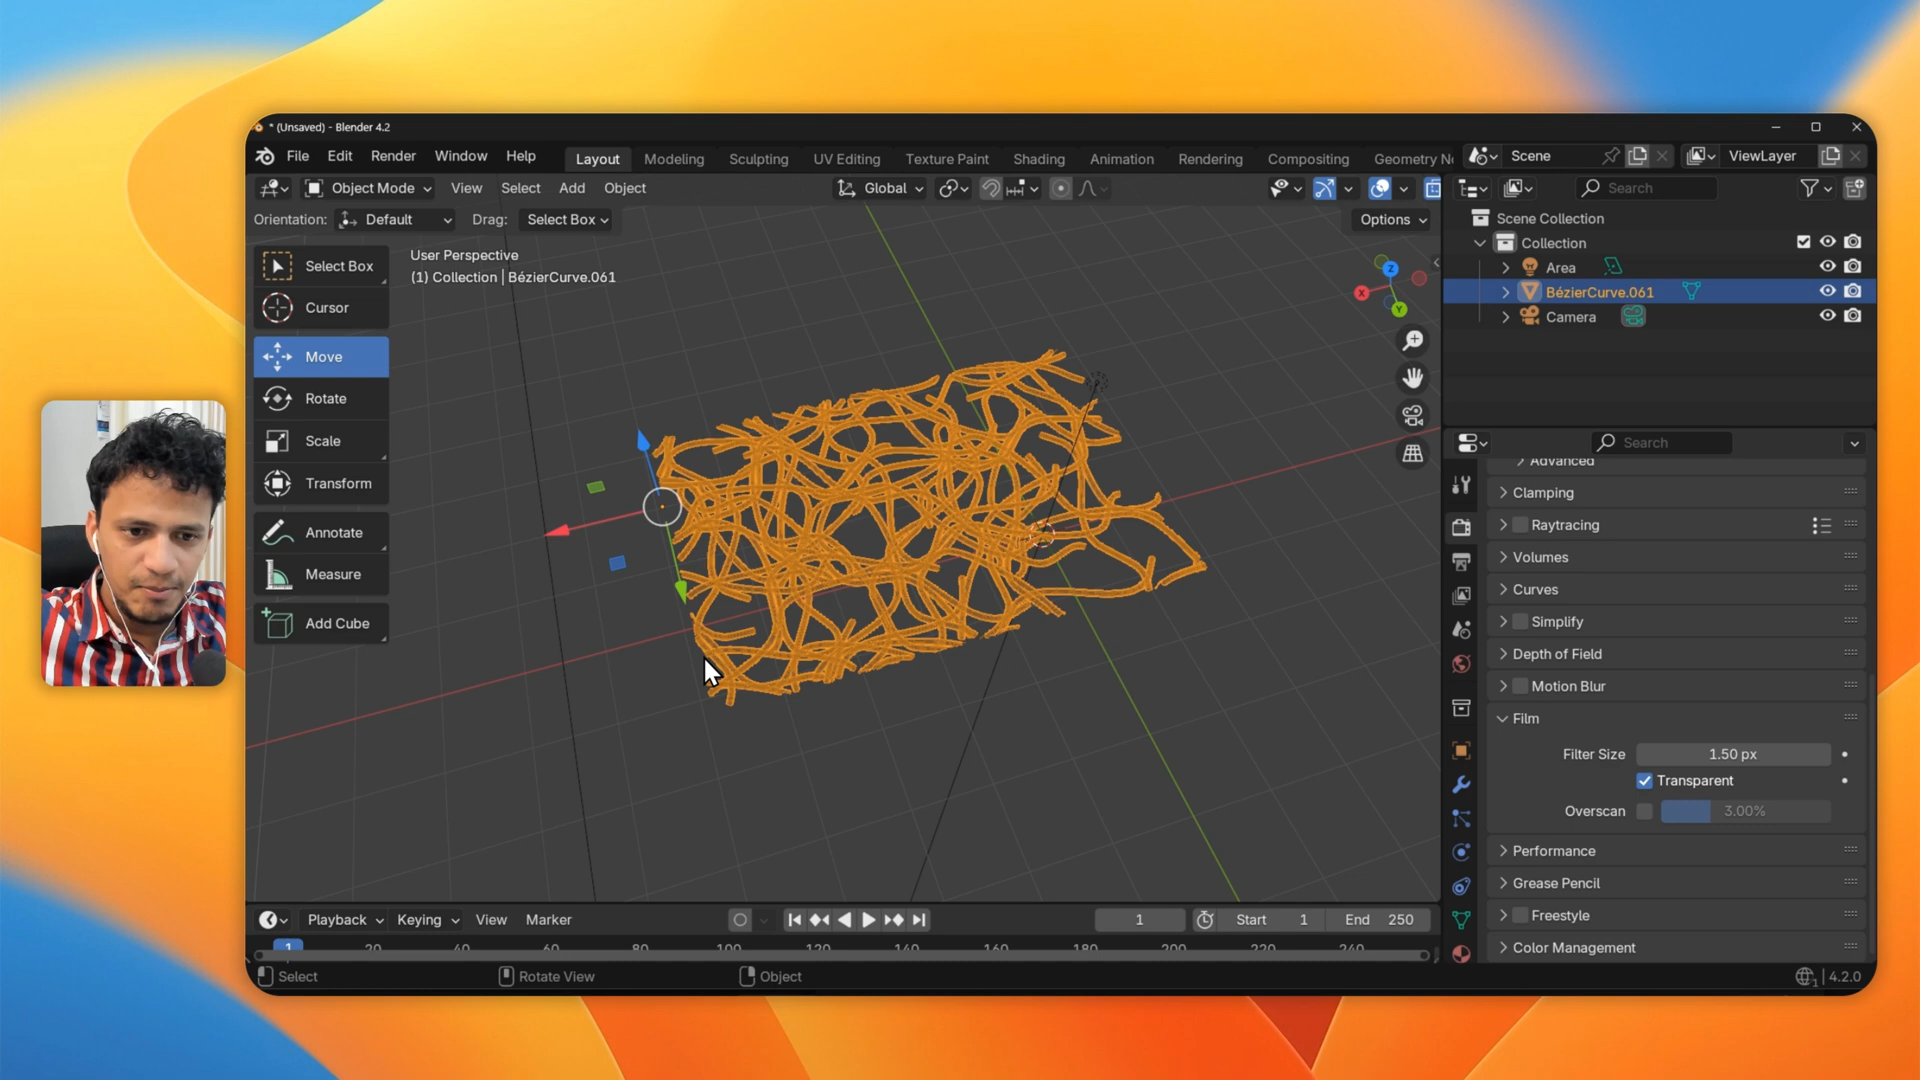 * (Unsaved) - Blender 4.2
File Edit Render Window Help
Layout Modeling Sculpting UV Editing Texture Paint Shading Animation Rendering Compositing Geometry N
Scene ViewLayer
Object Mode View Select Add Object Global
Search
Orientation: Default Drag: Select Box Options
Scene Collection
Collection
Area
BézierCurve.061
Camera
User Perspective
(1) Collection | BézierCurve.061
Select Box
Cursor
Move
Rotate
Scale
Transform
Annotate
Measure
Add Cube
Z
X
Y
Search
Advanced
Clamping
Raytracing
Volumes
Curves
Simplify
Depth of Field
Motion Blur
Film
Filter Size 1.50 px
Transparent
Overscan 3.00%
Performance
Grease Pencil
Freestyle
Color Management
Playback Keying View Marker 1 Start 1 End 250
1 20 40 60 80 100 120 140 160 180 200 220 240
Select Rotate View Object 4.2.0